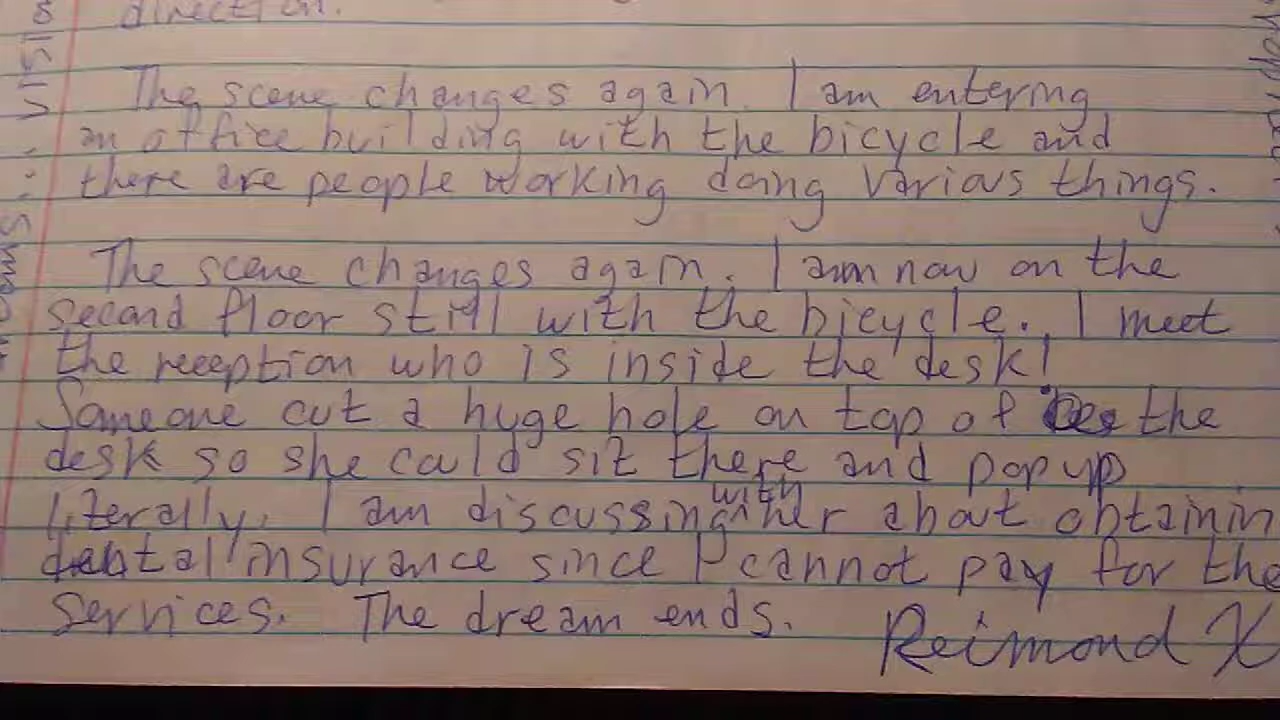 direction.
The scene changes again. I am entering
an office building with the bicycle and
there are people working doing various things.
The scene changes again. I am now on the
second floor still with the bicycle. I meet
the reception who is inside the desk!
Someone cut a huge hole on top of the
desk so she could sit there and pop up
literally. I am discussing with her about obtainin
dental insurance since I cannot pay for the
services. The dream ends.
Reimond X